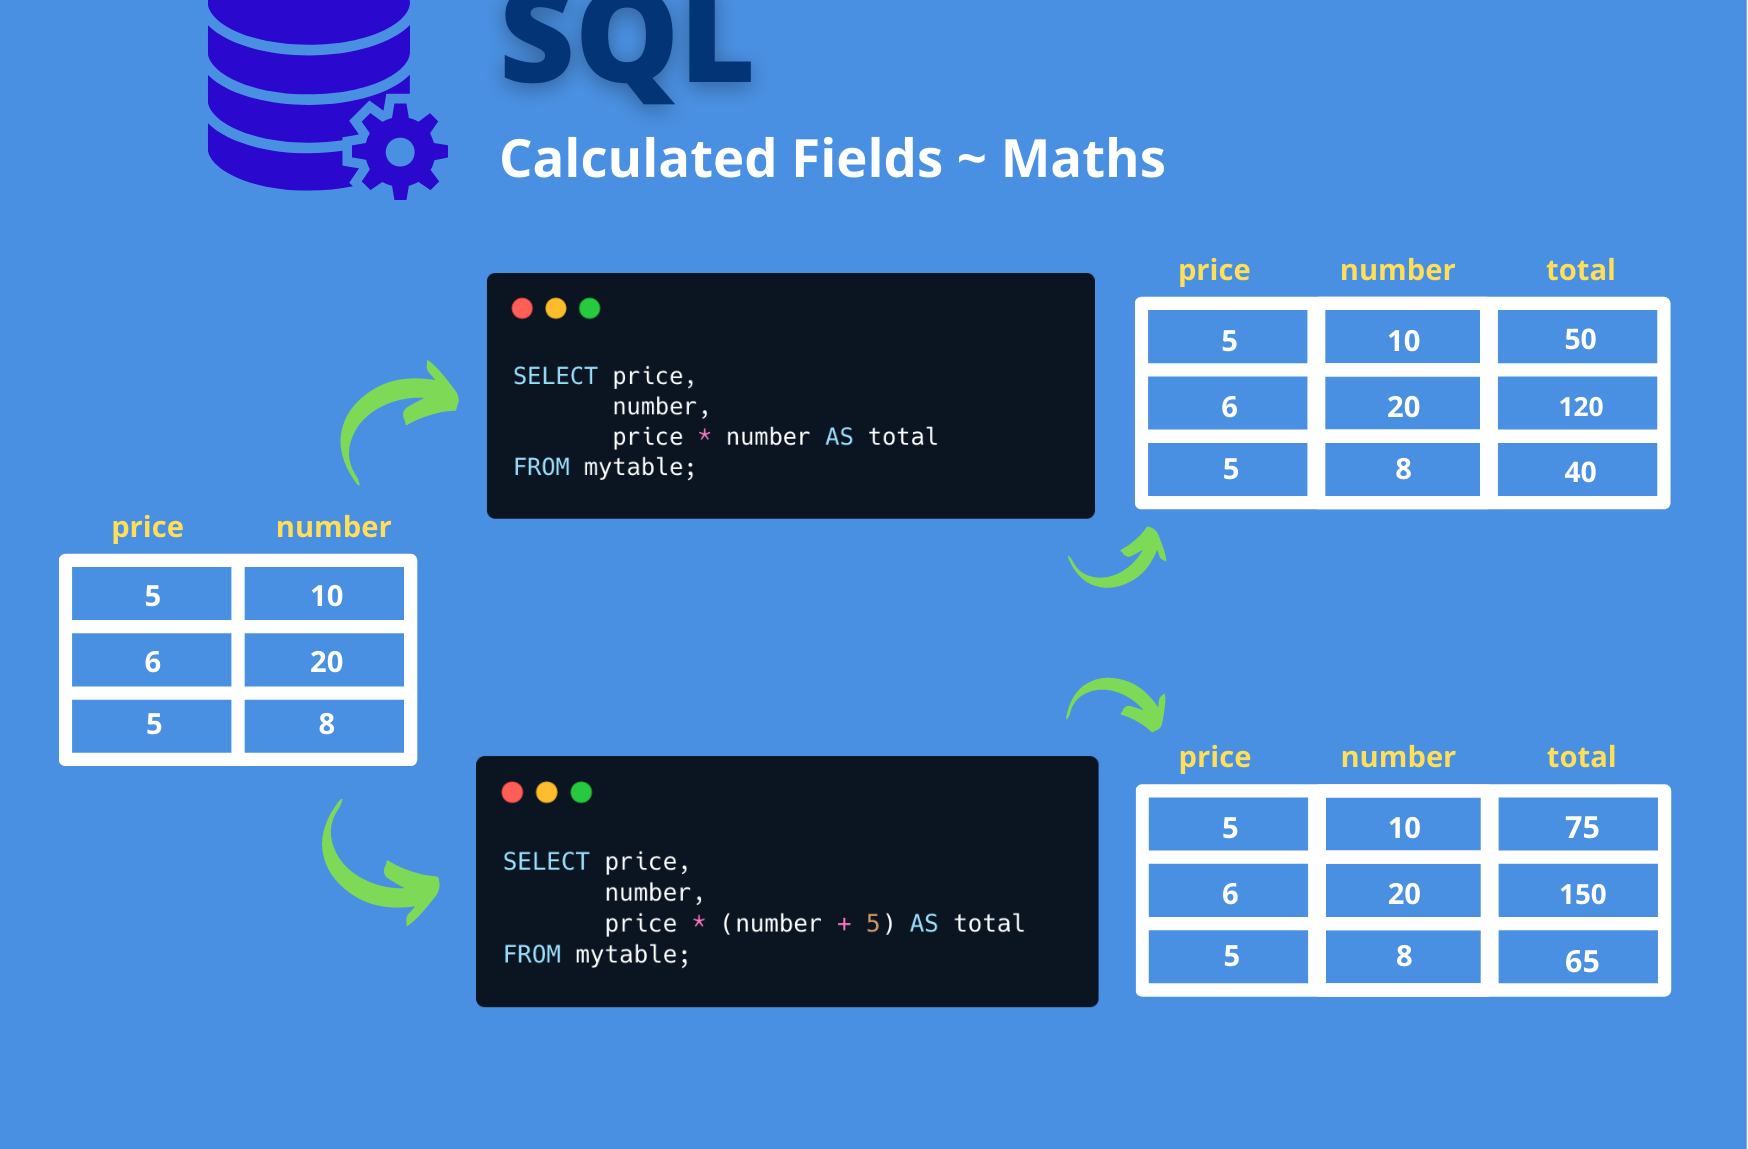 SQL
Calculated Fields ~ Maths
price number
5 10
6 20
5 8
SELECT price,
number,
price * number AS total
FROM mytable;
price number total
5 10 50
6 20 120
5 8 40
SELECT price,
number,
price * (number + 5) AS total
FROM mytable;
price number total
5 10 75
6 20 150
5 8 65